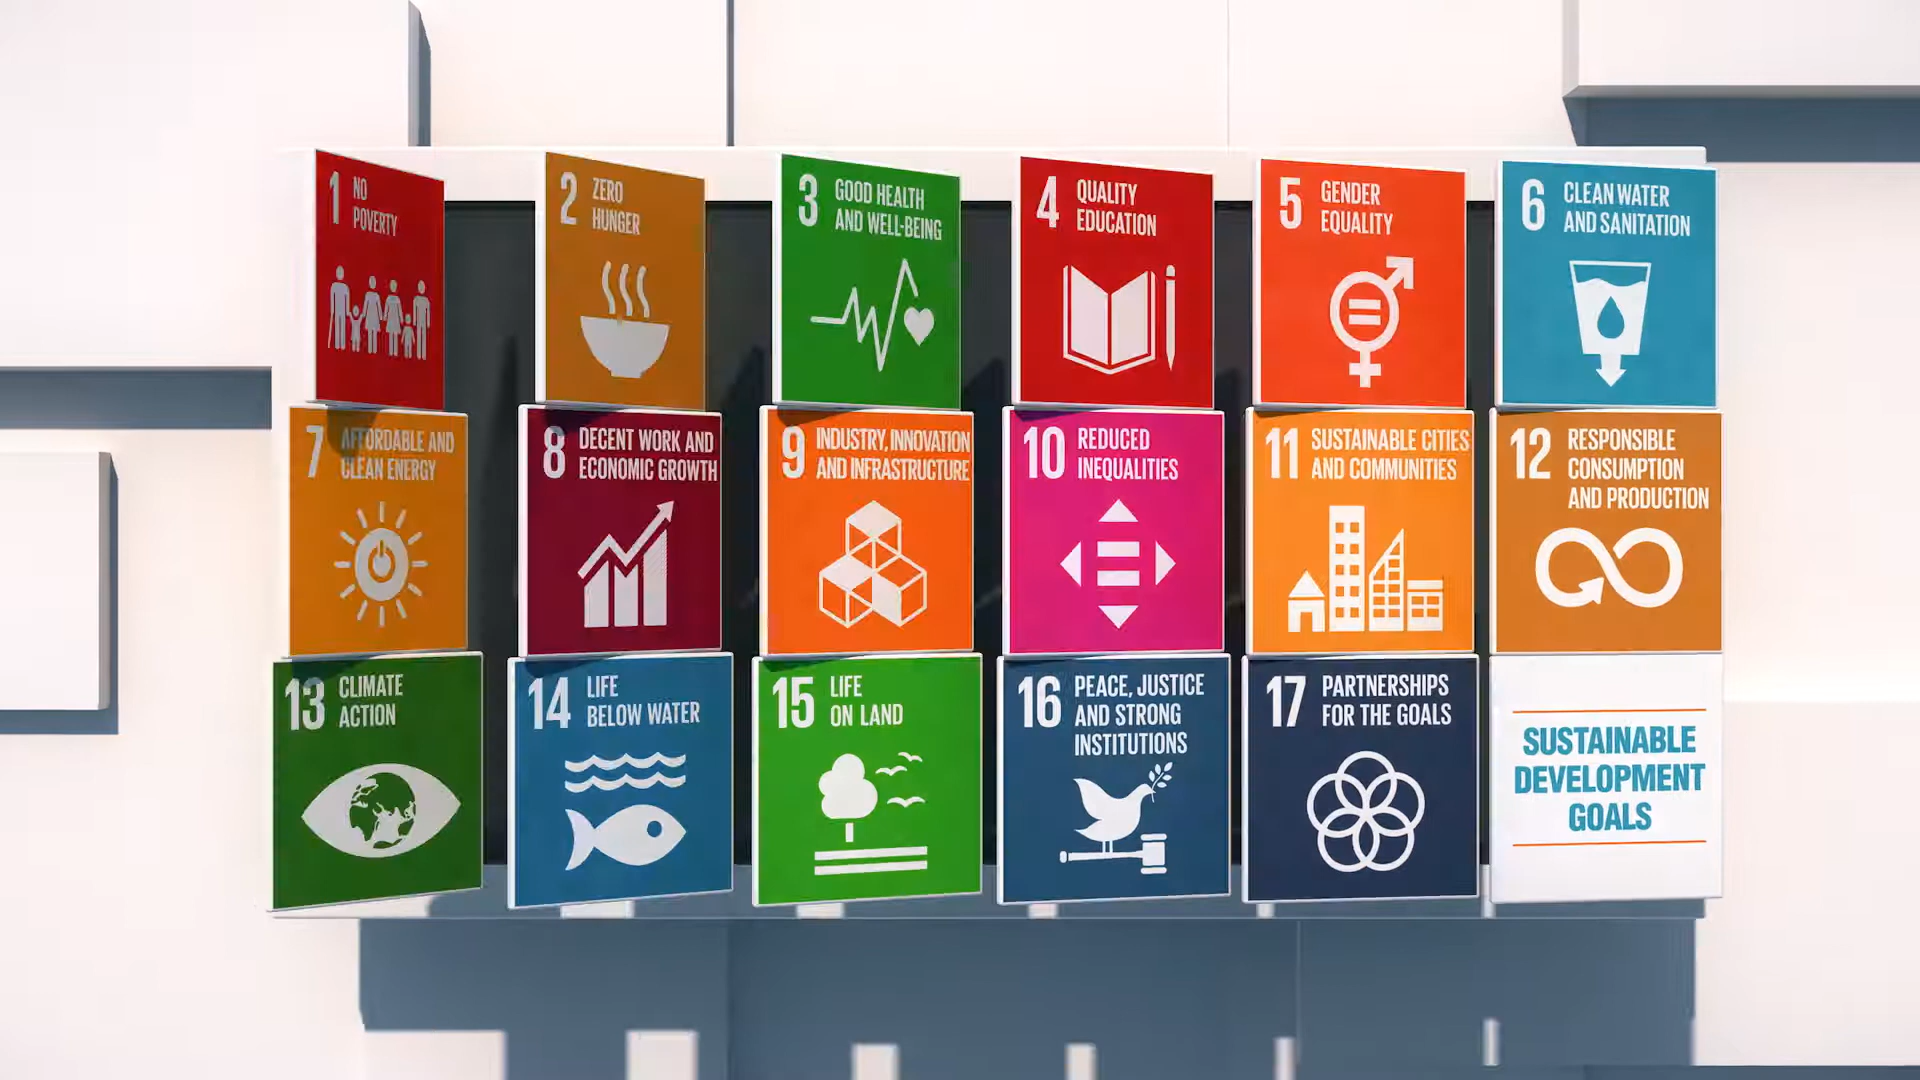 1 NO
POVERTY
2 ZERO
HUNGER
3 GOOD HEALTH
AND WELL-BEING
4 QUALITY
EDUCATION
5 GENDER
EQUALITY
6 CLEAN WATER
AND SANITATION
7 AFFORDABLE AND
CLEAN ENERGY
8 DECENT WORK AND
ECONOMIC GROWTH
9 INDUSTRY, INNOVATION
AND INFRASTRUCTURE
10 REDUCED
INEQUALITIES
11 SUSTAINABLE CITIES
AND COMMUNITIES
12 RESPONSIBLE
CONSUMPTION
AND PRODUCTION
13 CLIMATE
ACTION
14 LIFE
BELOW WATER
15 LIFE
ON LAND
16 PEACE, JUSTICE
AND STRONG
INSTITUTIONS
17 PARTNERSHIPS
FOR THE GOALS
SUSTAINABLE
DEVELOPMENT
GOALS